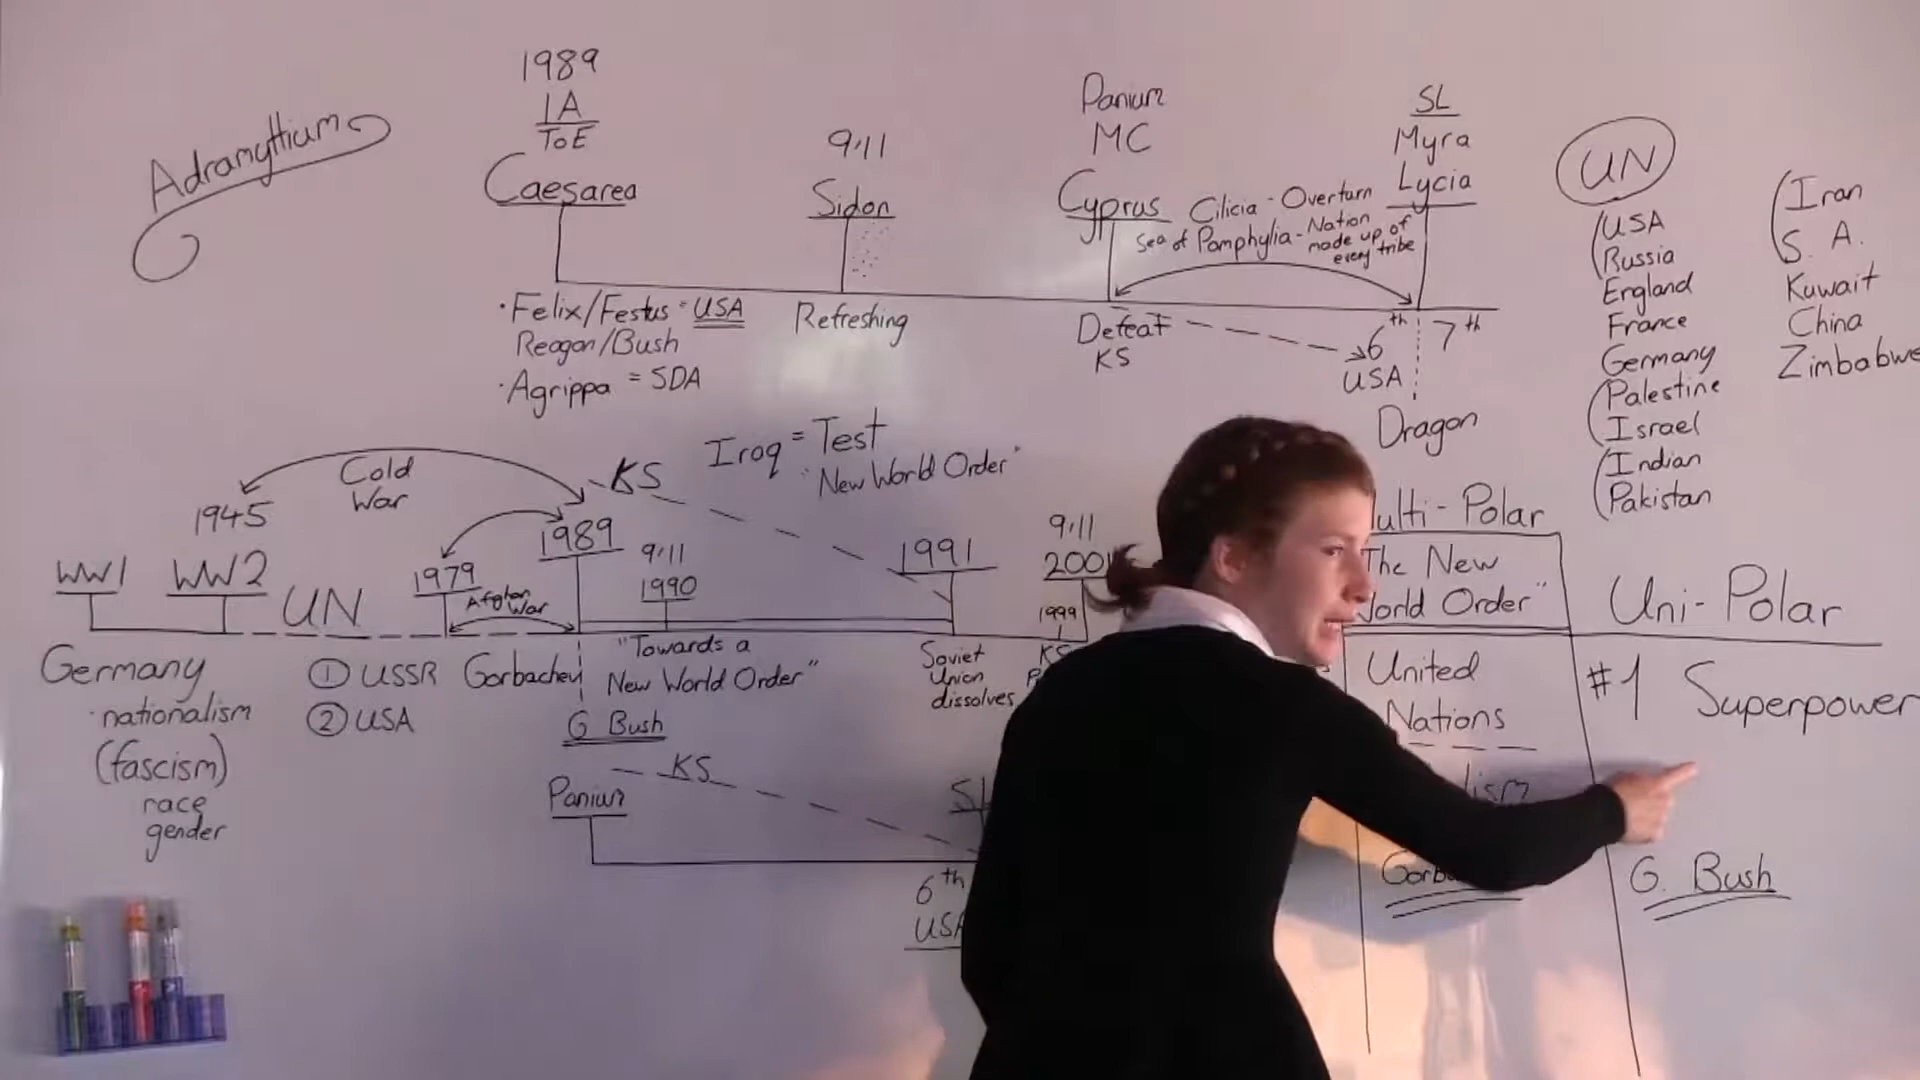 Adramyttium
1989
1A
ToE
Caesarea
9/11
Sidon
Panium
MC
Cyprus
SL
Myra
Lycia
Cilicia - Overturn
Sea of Pamphylia - Nation
made up of
every tribe
• Felix/Festus = USA
Reagan/Bush
• Agrippa = SDA
Refreshing
Defeat
KS
6th
USA
7th
Dragon
UN
USA
Russia
England
France
Germany
Palestine
Israel
Indian
Pakistan
Iran
S. A.
Kuwait
China
Zimbabwe
Iraq = Test
"New World Order"
Cold
War
KS
1945
WW1
WW2
UN
1979
Afghan
War
1989
9/11
1990
1991
9/11
2001
1999
Germany
• nationalism
(fascism)
race
gender
① USSR Gorbachev
② USA
G Bush
"Towards a
New World Order"
Soviet
Union
dissolves
KS
Panium
KS
6th
USA
ulti-Polar
The New
orld Order"
United
Nations
Uni-Polar
#1 Superpower
G. Bush